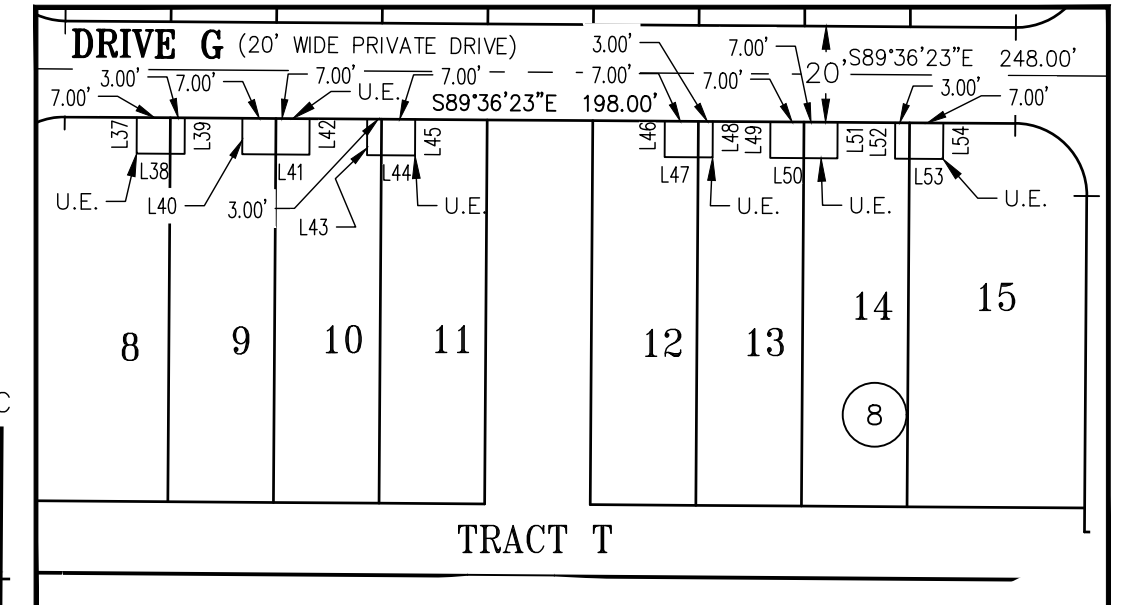 DRIVE G (20' WIDE PRIVATE DRIVE)
3.00'
7.00'
20'
S89°36'23"E 248.00'
3.00'
7.00'
7.00'
7.00'
7.00'
7.00'
3.00'
7.00'
U.E.
S89°36'23"E 198.00'
7.00'
L37
L39
L42
L45
L46
L48
L49
L51
L52
L54
L38
L41
L44
L47
L50
L53
U.E.
L40
3.00'
L43
U.E.
U.E.
U.E.
U.E.
8
9
10
11
12
13
14
15
8
C
TRACT T